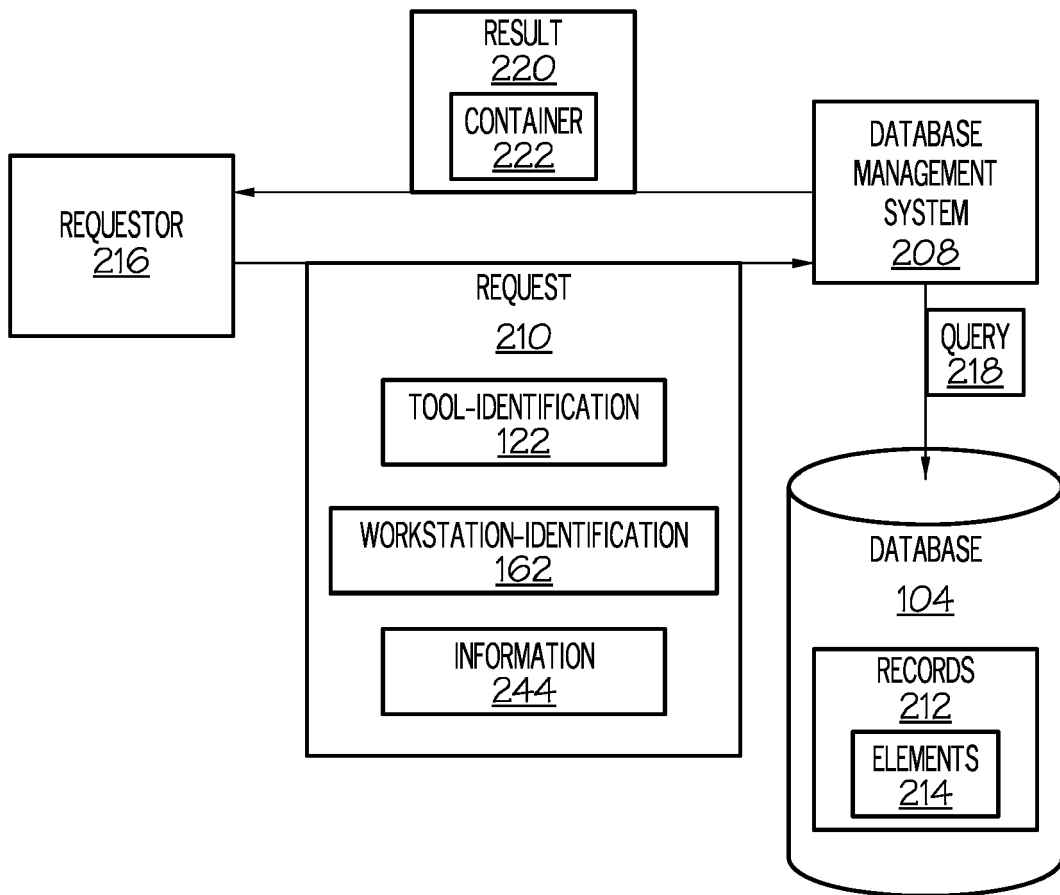 RESULT
220
CONTAINER
222
DATABASE
MANAGEMENT
SYSTEM
208
REQUESTOR
216
REQUEST
210
TOOL-IDENTIFICATION
122
WORKSTATION-IDENTIFICATION
162
INFORMATION
244
QUERY
218
DATABASE
104
RECORDS
212
ELEMENTS
214